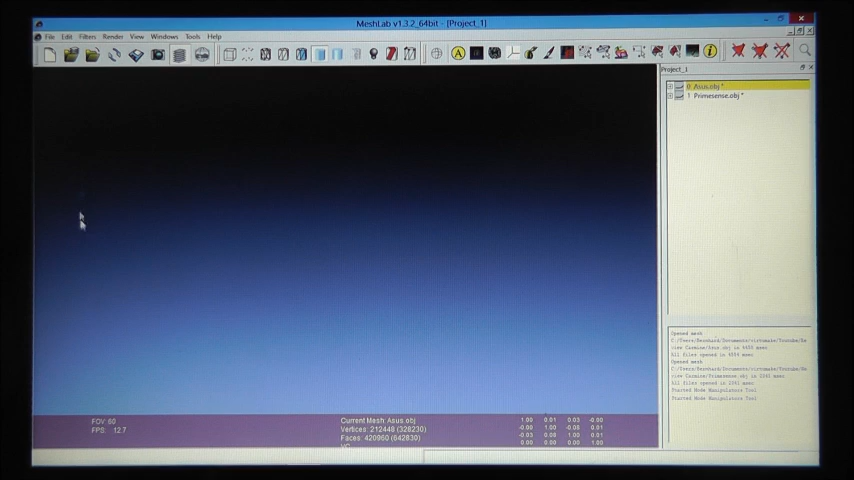 MeshLab v1.3.2_64bit - [Project_1]
File Edit Filters Render View Windows Tools Help
Project_1
0 Asus.obj *
1 Primesense.obj *
Opened mesh
All files opened in
Opened mesh
All files opened in
Started Mode Manipulators Tool
Started Mode Manipulators Tool
FOV: 60
FPS: 12.7
Current Mesh: Asus.obj
Vertices: 212448 (328230)
Faces: 420960 (642830)
VC
1.00 0.01 0.03 -0.00
-0.00 1.00 -0.08 0.01
-0.03 0.08 1.00 0.01
0.00 0.00 0.00 1.00